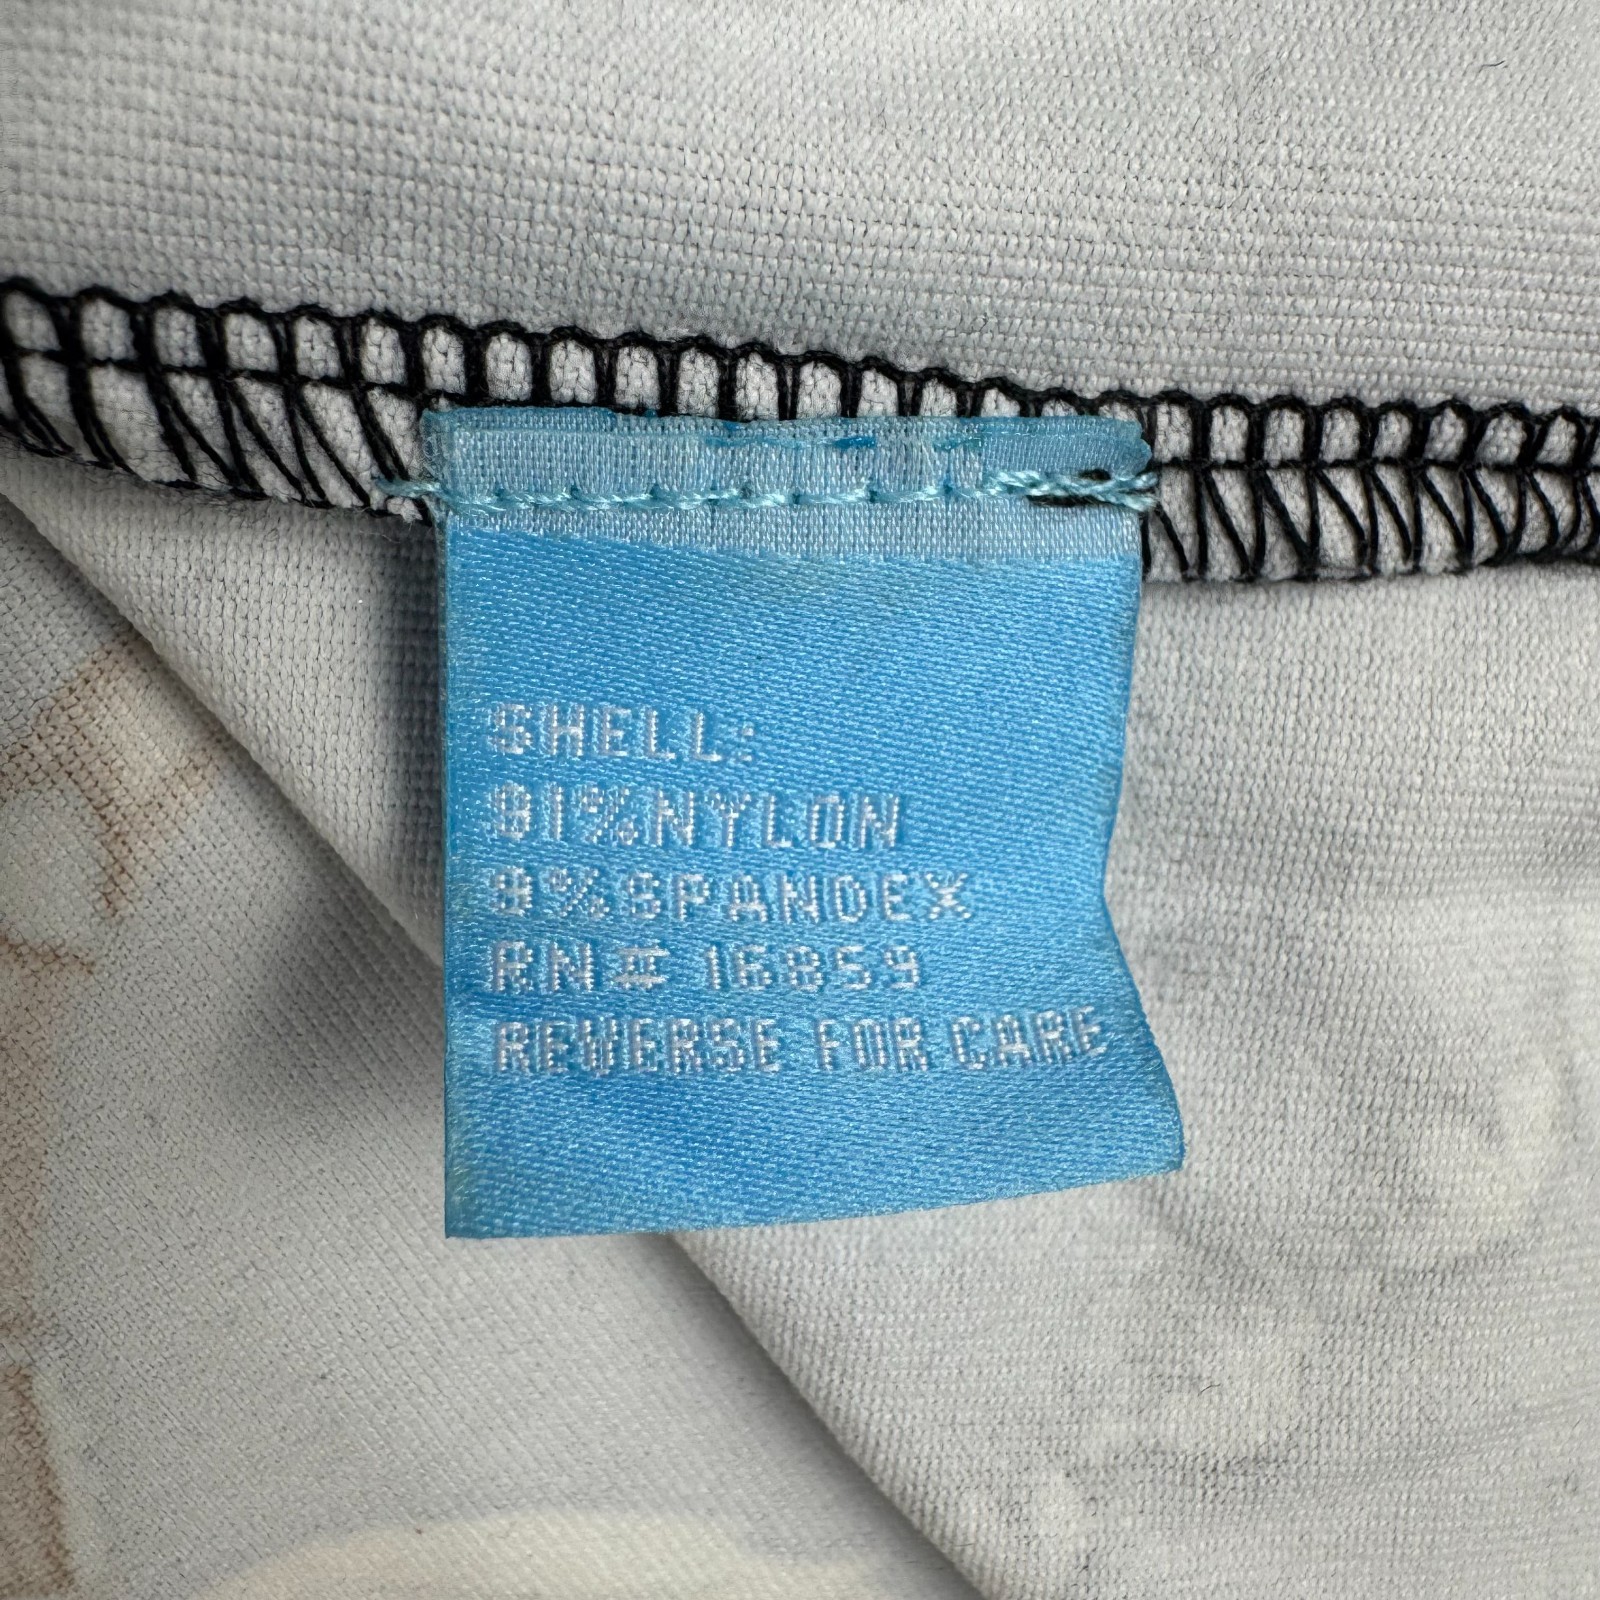 SHELL:
91%NYLON
9%SPANDEX
RN# 16859
REVERSE FOR CARE